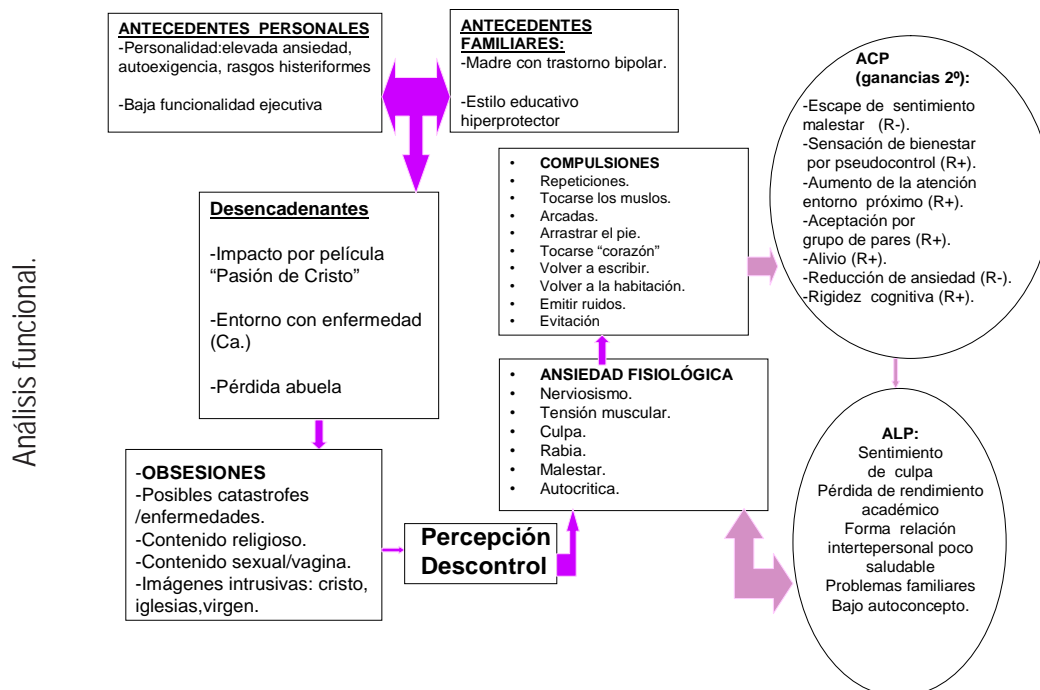 Análisis funcional.
ANTECEDENTES PERSONALES
-Personalidad:elevada ansiedad,
autoexigencia, rasgos histeriformes
-Baja funcionalidad ejecutiva
ANTECEDENTES
FAMILIARES:
-Madre con trastorno bipolar.
-Estilo educativo
hiperprotector
Desencadenantes
-Impacto por película
“Pasión de Cristo”
-Entorno con enfermedad
(Ca.)
-Pérdida abuela
-OBSESIONES
-Posibles catastrofes
/enfermedades.
-Contenido religioso.
-Contenido sexual/vagina.
-Imágenes intrusivas: cristo,
iglesias,virgen.
Percepción
Descontrol
• ANSIEDAD FISIOLÓGICA
• Nerviosismo.
• Tensión muscular.
• Culpa.
• Rabia.
• Malestar.
• Autocritica.
• COMPULSIONES
• Repeticiones.
• Tocarse los muslos.
• Arcadas.
• Arrastrar el pie.
• Tocarse “corazón”
• Volver a escribir.
• Volver a la habitación.
• Emitir ruidos.
• Evitación
ACP
(ganancias 2º):
-Escape de sentimiento
malestar (R-).
-Sensación de bienestar
por pseudocontrol (R+).
-Aumento de la atención
entorno próximo (R+).
-Aceptación por
grupo de pares (R+).
-Alivio (R+).
-Reducción de ansiedad (R-).
-Rigidez cognitiva (R+).
ALP:
Sentimiento
de culpa
Pérdida de rendimiento
académico
Forma relación
intertepersonal poco
saludable
Problemas familiares
Bajo autoconcepto.